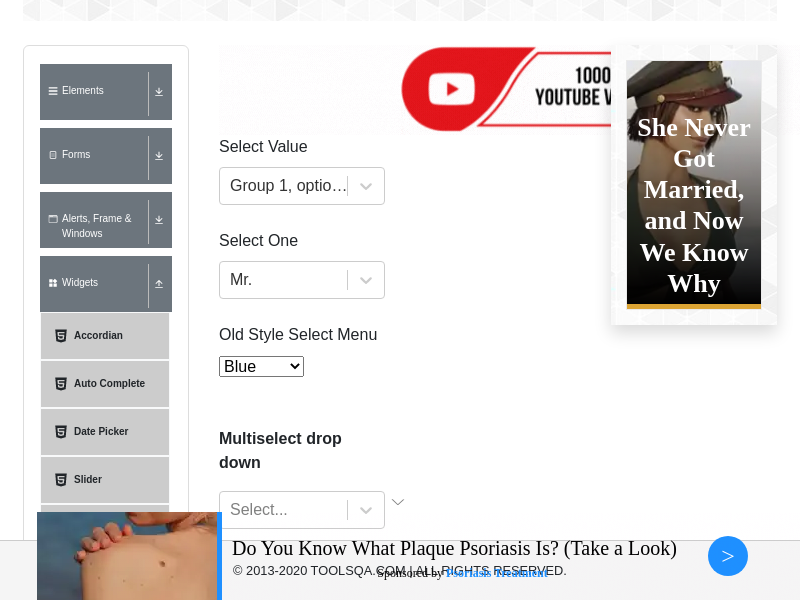 Elements
Forms
Alerts, Frame &
Windows
Widgets
Accordian
Auto Complete
Date Picker
Slider
1000
YOUTUBE V
Select Value
Group 1, optio...
Select One
Mr.
Old Style Select Menu
Blue
Multiselect drop
down
Select...
She Never
Got
Married,
and Now
We Know
Why
Do You Know What Plaque Psoriasis Is? (Take a Look)
© 2013-2020 TOOLSQA.COM | ALL RIGHTS RESERVED.
Sponsored by Psoriasis Treatment
>